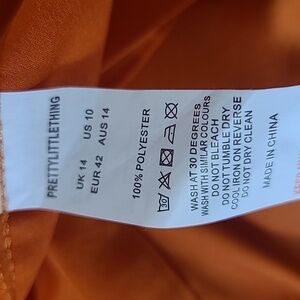 PRETTYLITTLETHING
UK 14 US 10
EUR 42 AUS 14
100% POLYESTER
30
WASH AT 30 DEGREES
WASH WITH SIMILAR COLOURS
DO NOT BLEACH
DO NOT TUMBLE DRY
COOL IRON ON REVERSE
DO NOT DRY CLEAN
MADE IN CHINA